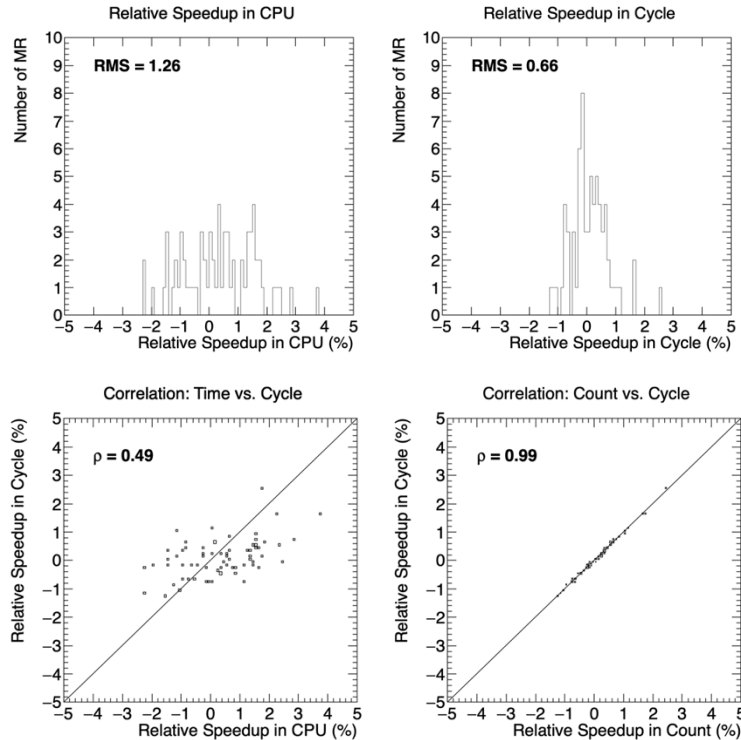 Relative Speedup in CPU
Number of MR
RMS = 1.26
10
9
8
7
6
5
4
3
2
1
0
−5 −4 −3 −2 −1 0 1 2 3 4 5
Relative Speedup in CPU (%)
Relative Speedup in Cycle
Number of MR
RMS = 0.66
10
9
8
7
6
5
4
3
2
1
0
−5 −4 −3 −2 −1 0 1 2 3 4 5
Relative Speedup in Cycle (%)
Correlation: Time vs. Cycle
Relative Speedup in Cycle (%)
ρ = 0.49
5
4
3
2
1
0
−1
−2
−3
−4
−5
−5 −4 −3 −2 −1 0 1 2 3 4 5
Relative Speedup in CPU (%)
Correlation: Count vs. Cycle
Relative Speedup in Cycle (%)
ρ = 0.99
5
4
3
2
1
0
−1
−2
−3
−4
−5
−5 −4 −3 −2 −1 0 1 2 3 4 5
Relative Speedup in Count (%)